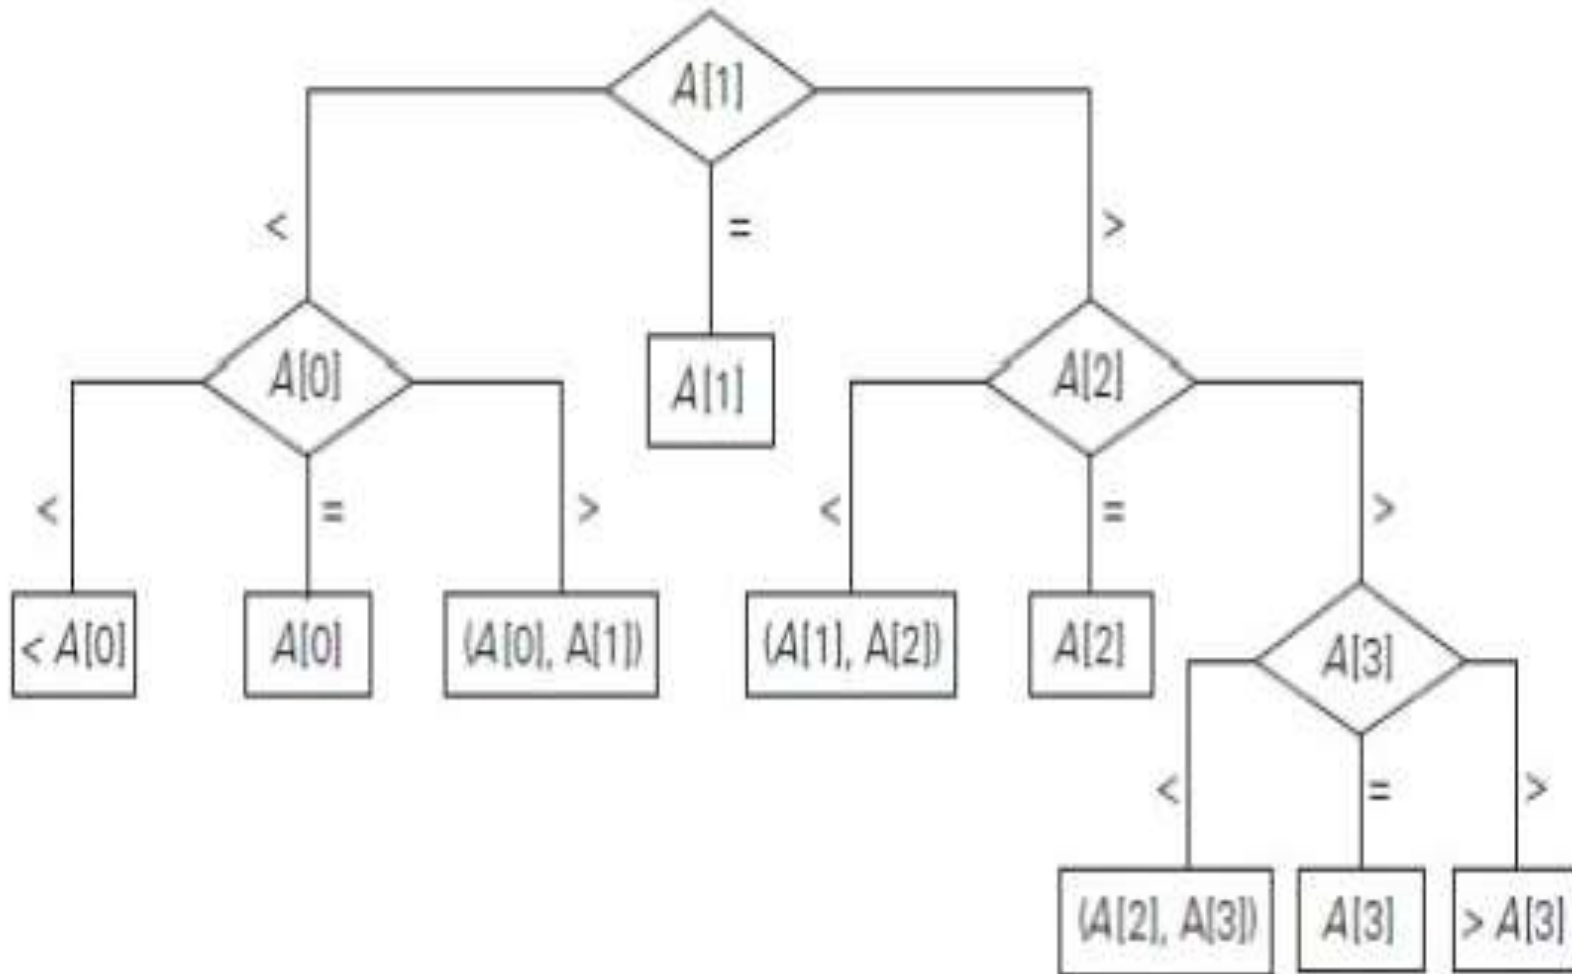 A[1]
< = >
A[0] A[1] A[2]
< = > < = >
< A[0] A[0] (A[0], A[1]) (A[1], A[2]) A[2] A[3]
< = >
(A[2], A[3]) A[3] > A[3]